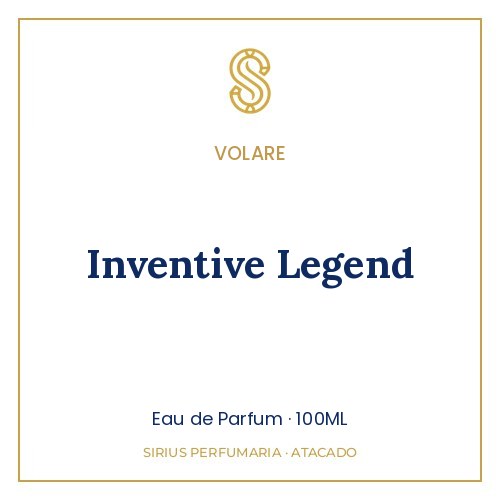 VOLARE
Inventive Legend
Eau de Parfum · 100ML
SIRIUS PERFUMARIA · ATACADO